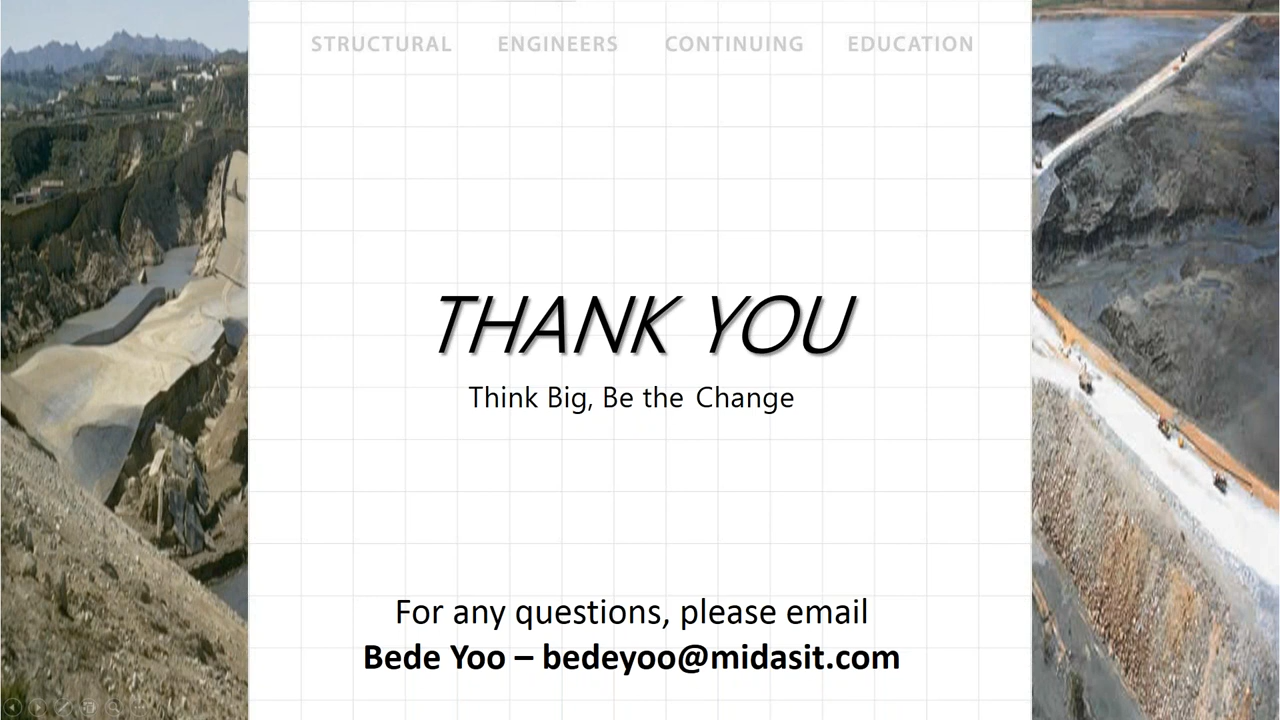 STRUCTURAL ENGINEERS CONTINUING EDUCATION
THANK YOU
Think Big, Be the Change
For any questions, please email
Bede Yoo – bedeyoo@midasit.com